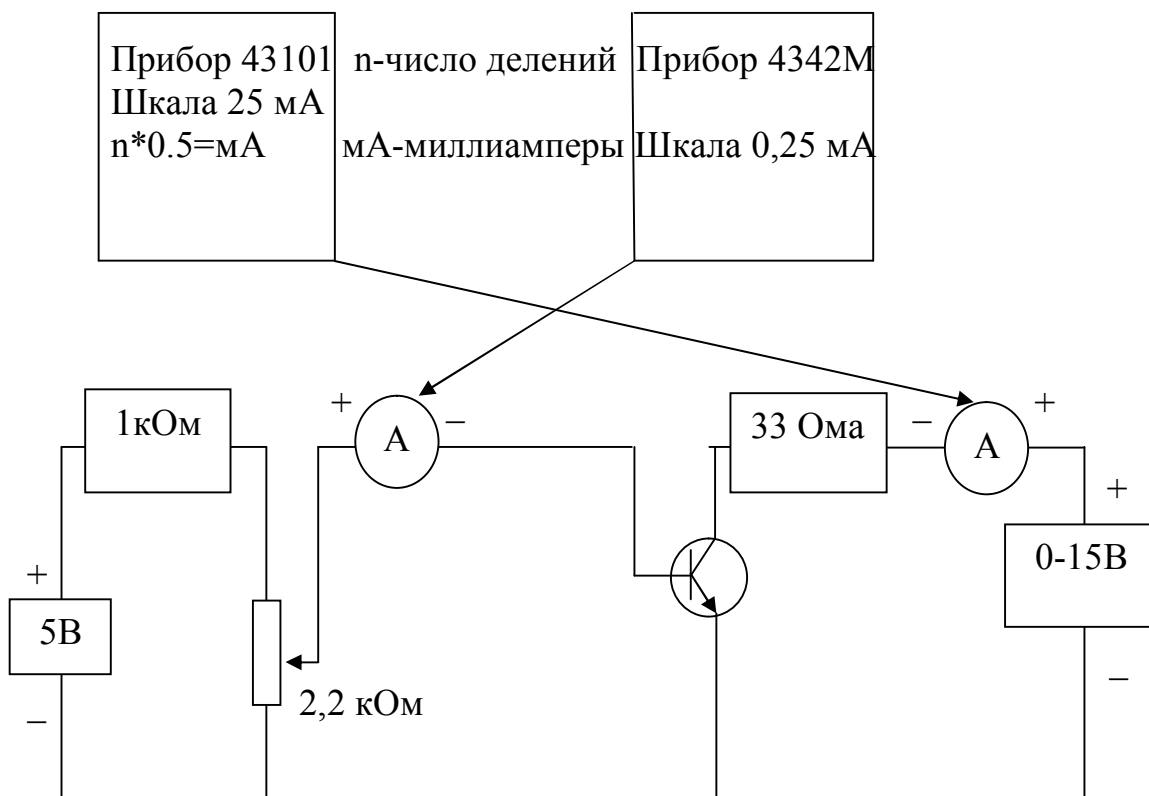 Прибор 43101 n-число делений Прибор 4342М
Шкала 25 мА
n*0.5=мА мА-миллиамперы Шкала 0,25 мА
+ − − +
1кОм А 33 Ома А
+ +
5В 0-15В
− −
2,2 кОм